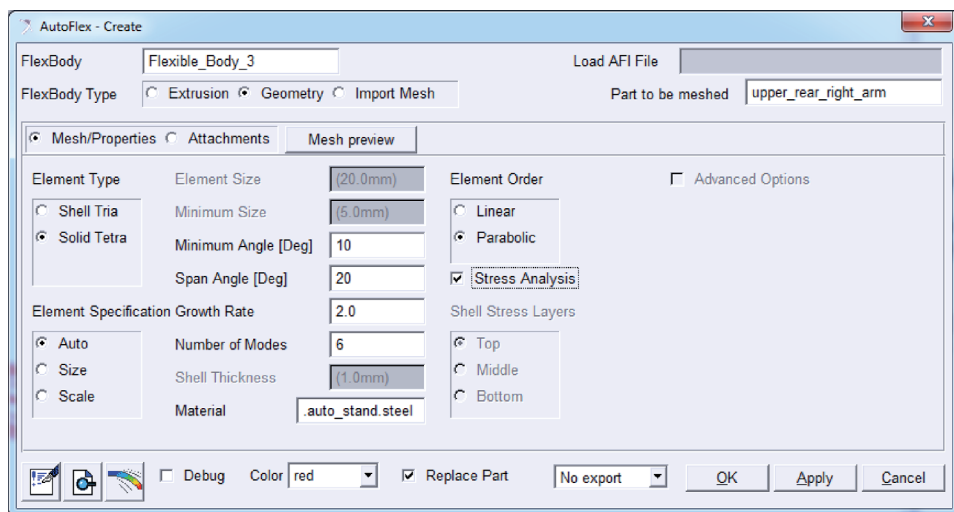 AutoFlex - Create
FlexBody Flexible_Body_3 Load AFI File
FlexBody Type Extrusion Geometry Import Mesh Part to be meshed upper_rear_right_arm
Mesh/Properties Attachments Mesh preview
Element Type Element Size (20.0mm) Element Order Advanced Options
Shell Tria Minimum Size (5.0mm) Linear
Solid Tetra Minimum Angle [Deg] 10 Parabolic
Span Angle [Deg] 20 Stress Analysis
Element Specification Growth Rate 2.0 Shell Stress Layers
Auto Number of Modes 6 Top
Size Shell Thickness (1.0mm) Middle
Scale Material .auto_stand.steel Bottom
Debug Color red Replace Part No export OK Apply Cancel